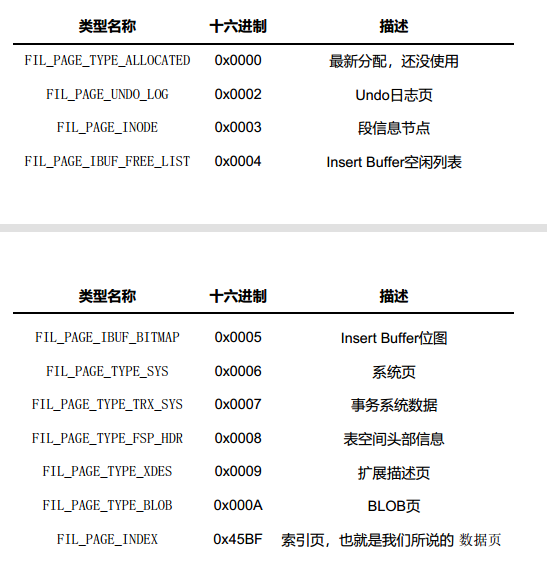 类型名称 十六进制 描述
FIL_PAGE_TYPE_ALLOCATED 0x0000 最新分配，还没使用
FIL_PAGE_UNDO_LOG 0x0002 Undo日志页
FIL_PAGE_INODE 0x0003 段信息节点
FIL_PAGE_IBUF_FREE_LIST 0x0004 Insert Buffer空闲列表
类型名称 十六进制 描述
FIL_PAGE_IBUF_BITMAP 0x0005 Insert Buffer位图
FIL_PAGE_TYPE_SYS 0x0006 系统页
FIL_PAGE_TYPE_TRX_SYS 0x0007 事务系统数据
FIL_PAGE_TYPE_FSP_HDR 0x0008 表空间头部信息
FIL_PAGE_TYPE_XDES 0x0009 扩展描述页
FIL_PAGE_TYPE_BLOB 0x000A BLOB页
FIL_PAGE_INDEX 0x45BF 索引页，也就是我们所说的 数据页